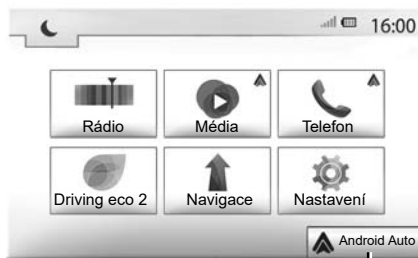 16:00
Rádio
Média
Telefon
Driving eco 2
Navigace
Nastavení
Android Auto